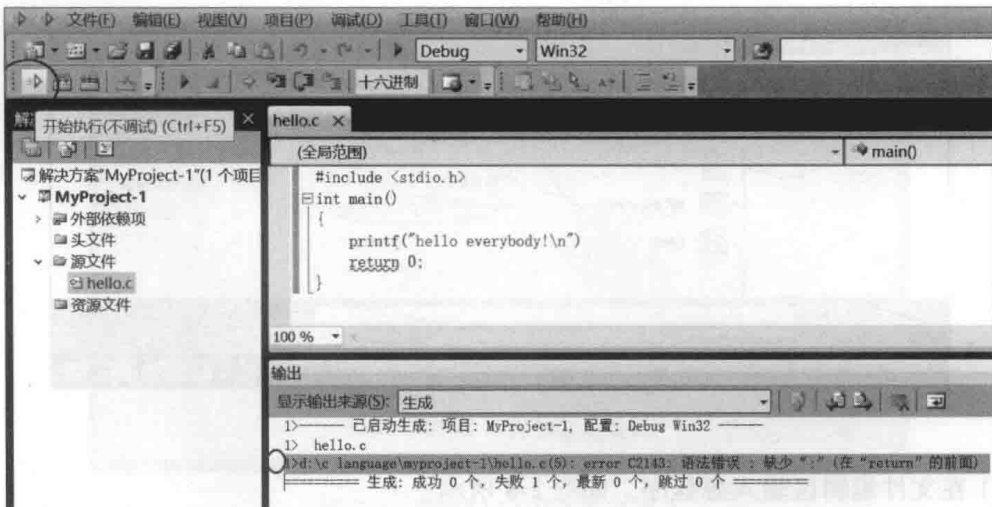 文件(F) 编辑(E) 视图(V) 项目(P) 调试(D) 工具(T) 窗口(W) 帮助(H)
Debug Win32
十六进制
开始执行(不调试) (Ctrl+F5)
hello.c
(全局范围) main()
解决方案"MyProject-1"(1 个项目
MyProject-1
外部依赖项
头文件
源文件
hello.c
资源文件
#include <stdio.h>
int main()
{
printf("hello everybody!\n")
return 0;
}
100 %
输出
显示输出来源(S): 生成
1>------ 已启动生成: 项目: MyProject-1, 配置: Debug Win32 ------
1> hello.c
1>d:\c language\myproject-1\hello.c(5): error C2143: 语法错误 : 缺少 “;” (在 “return” 的前面)
========== 生成: 成功 0 个，失败 1 个，最新 0 个，跳过 0 个 ==========